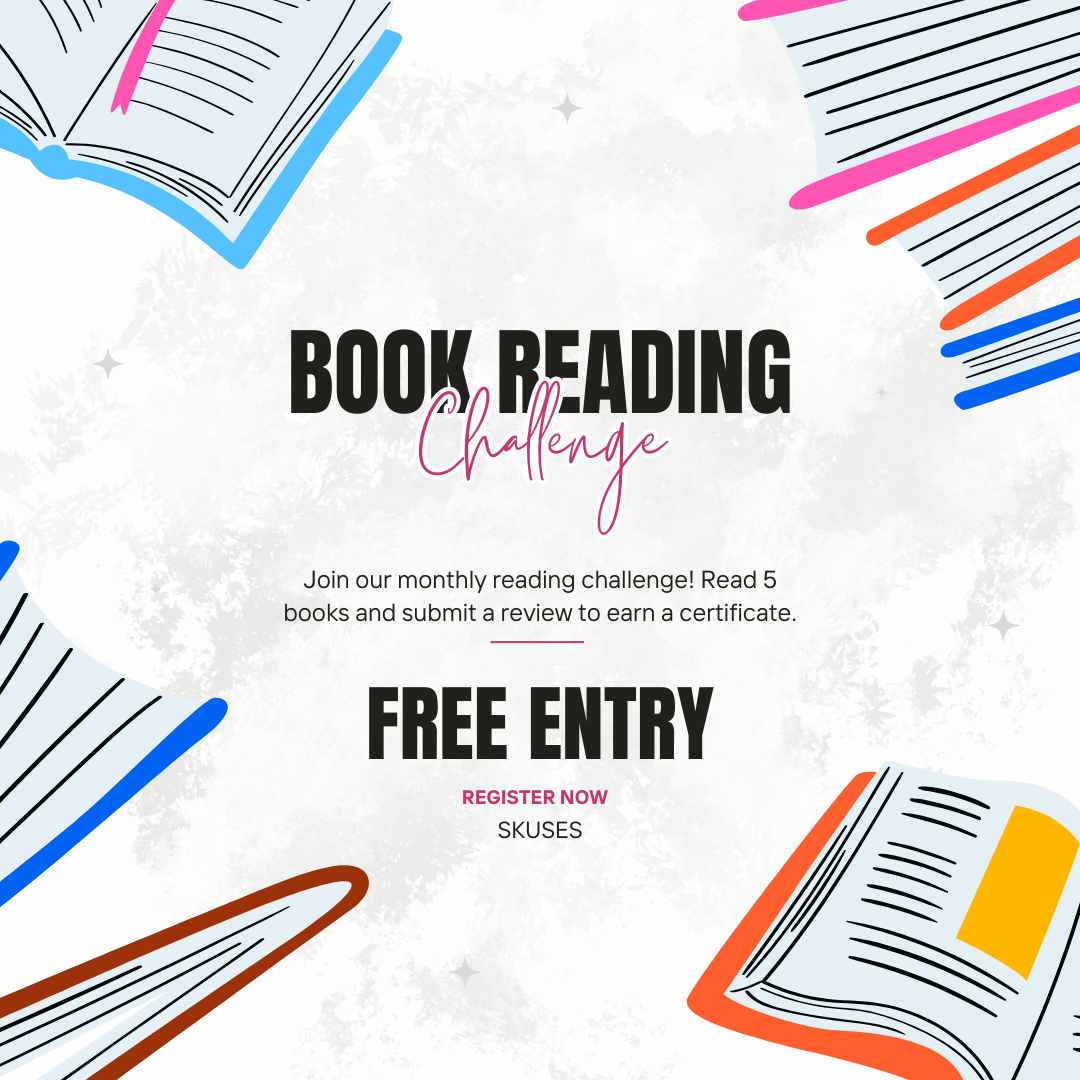 BOOK READING
Challenge
Join our monthly reading challenge! Read 5
books and submit a review to earn a certificate.
FREE ENTRY
REGISTER NOW
SKUSES